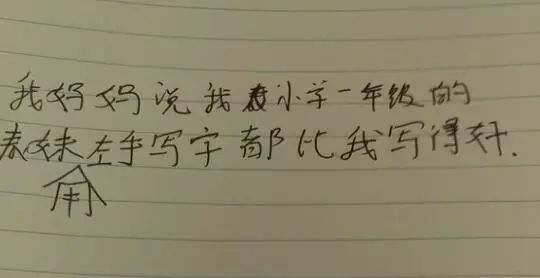 我妈妈说我小学一年级的
表妹左手写字都比我写得好.
用